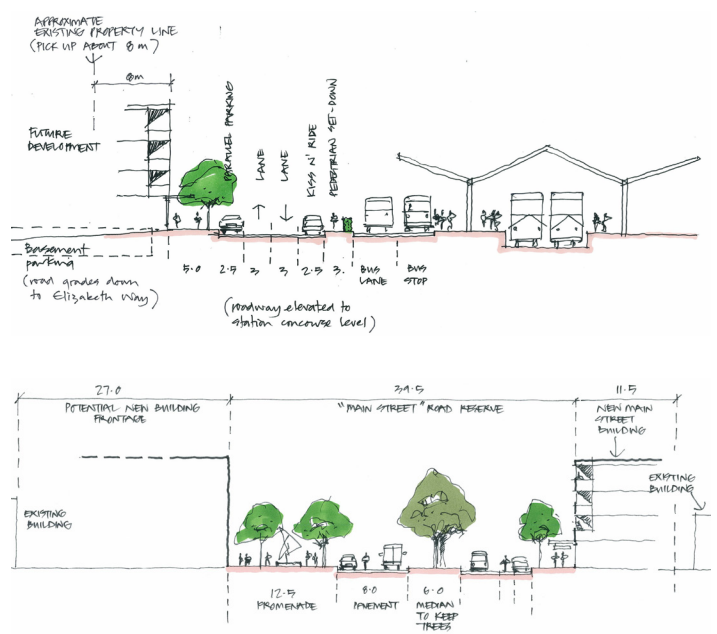 APPROXIMATE
EXISTING PROPERTY LINE
(PICK UP ABOUT 8m)
8m
FUTURE
DEVELOPMENT
PARALLEL PARKING
LANE
LANE
KISS N' RIDE
PEDESTRIAN SET-DOWN
Basement
parking
(road grades down
to Elizabeth Way)
5.0
2.5
3
3
2.5
3.
BUS
LANE
BUS
STOP
(roadway elevated to
station concourse level)
27.0
39.5
11.5
POTENTIAL NEW BUILDING
FRONTAGE
"MAIN STREET" ROAD RESERVE
NEW MAIN
STREET
BUILDING
EXISTING
BUILDING
EXISTING
BUILDING
12.5
PROMENADE
8.0
PAVEMENT
6.0
MEDIAN
TO KEEP
TREES